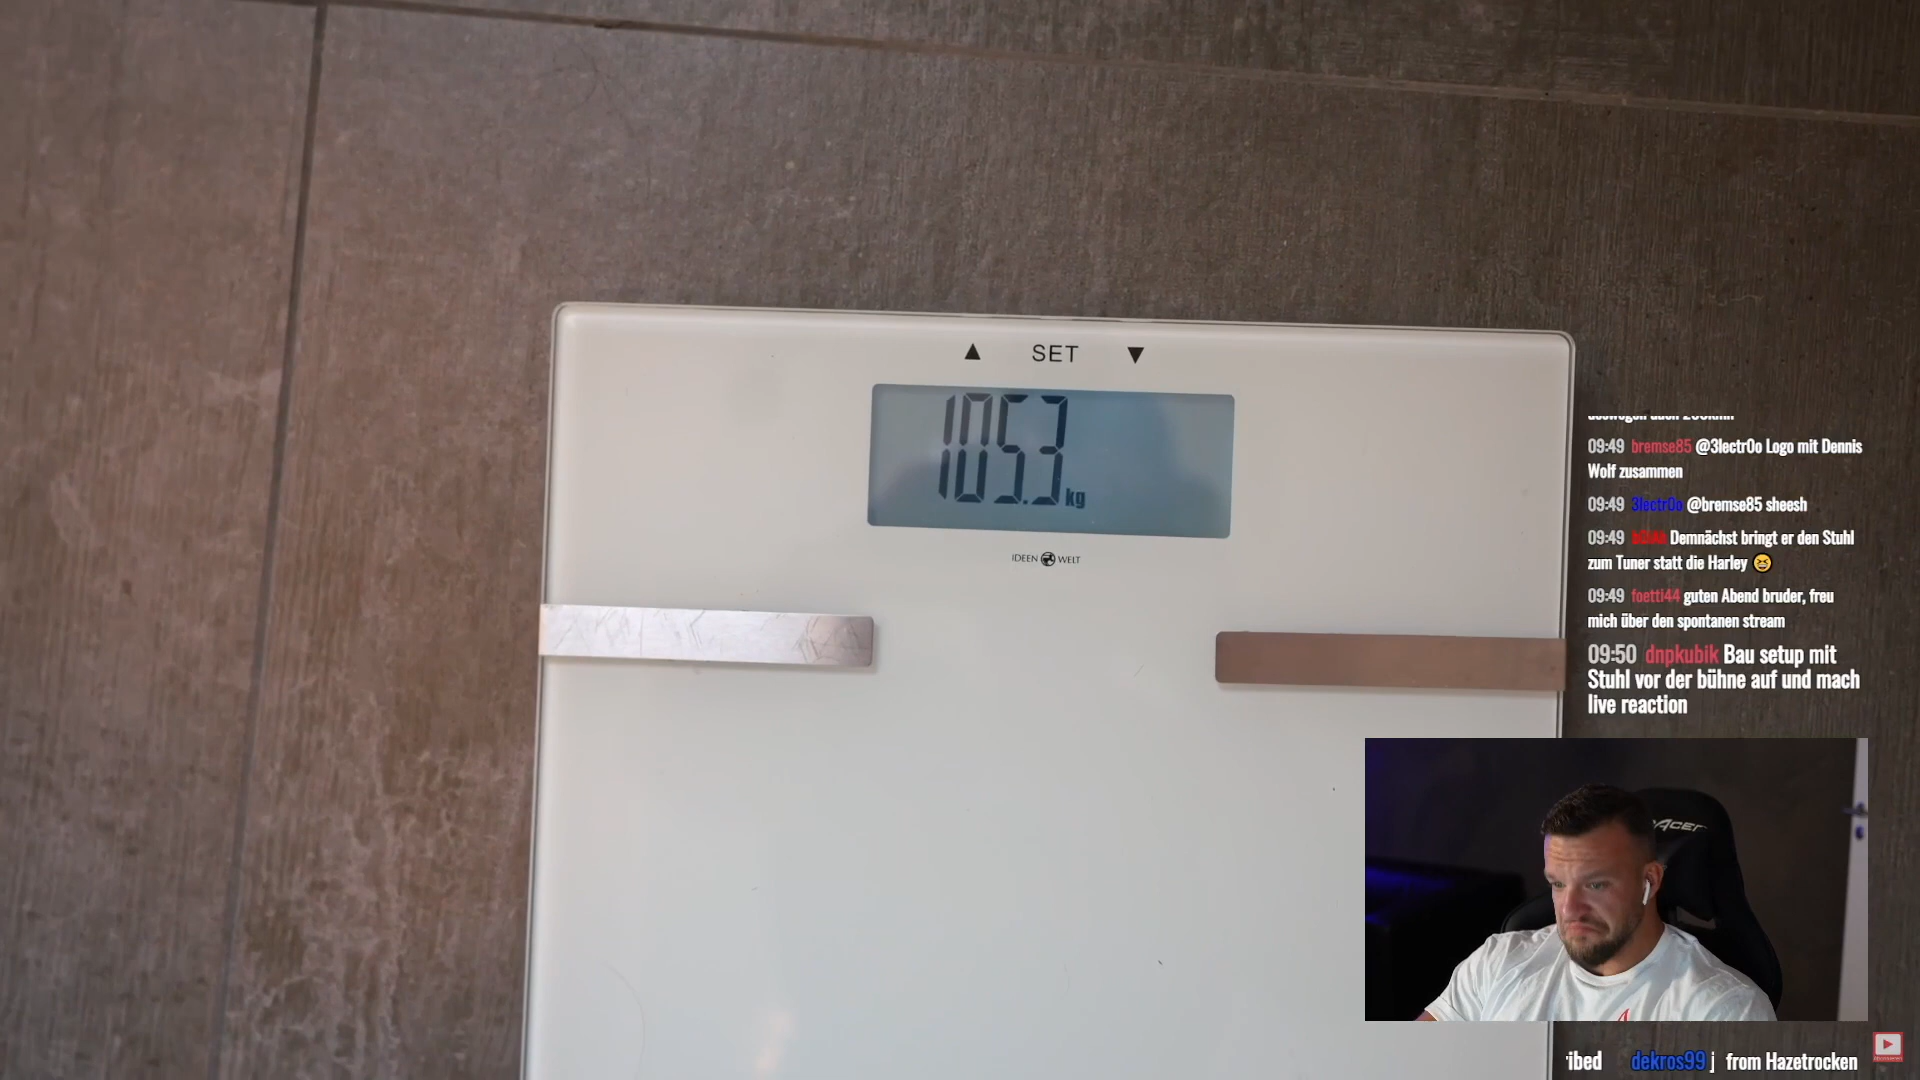 ▲ SET ▼
105.3 kg
IDEEN WELT
09:49 bremse85 @3lectr0o Logo mit Dennis
Wolf zusammen
09:49 3lectr0o @bremse85 sheesh
09:49 Demnächst bringt er den Stuhl
zum Tuner statt die Harley 😆
09:49 foetti44 guten Abend bruder, freu
mich über den spontanen stream
09:50 dnpkubik Bau setup mit
Stuhl vor der bühne auf und mach
live reaction
ibed dekros99 j from Hazetrocken